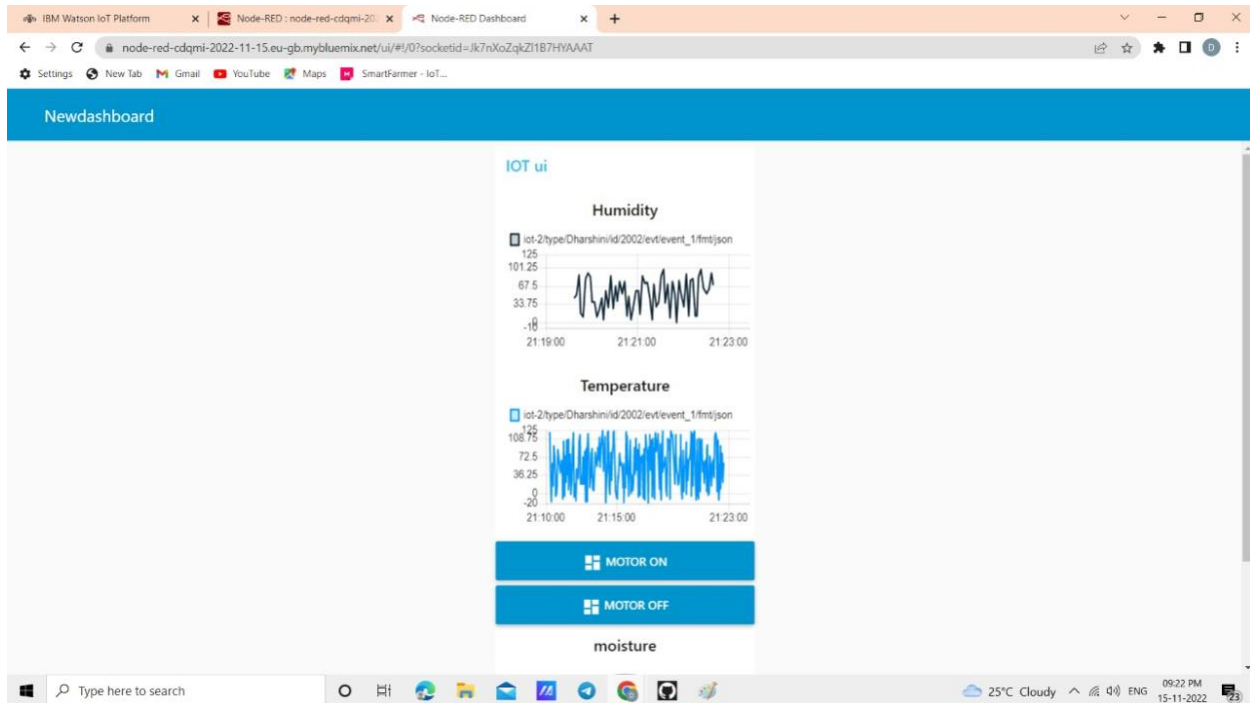 IBM Watson IoT Platform
Node-RED : node-red-cdqmi-20
Node-RED Dashboard
node-red-cdqmi-2022-11-15.eu-gb.mybluemix.net/ui/#!/0?socketid=Jk7nXoZqkZl1B7HYAAAT
D
Settings New Tab Gmail YouTube Maps SmartFarmer - IoT...
Newdashboard
IOT ui
Humidity
iot-2/type/Dharshini/id/2002/evt/event_1/fmt/json
125
101.25
67.5
33.75
0
-10
21:19:00 21:21:00 21:23:00
Temperature
iot-2/type/Dharshini/id/2002/evt/event_1/fmt/json
125
108.75
72.5
36.25
0
-20
21:10:00 21:15:00 21:23:00
MOTOR ON
MOTOR OFF
moisture
Type here to search
25°C Cloudy
ENG
09:22 PM
15-11-2022
23